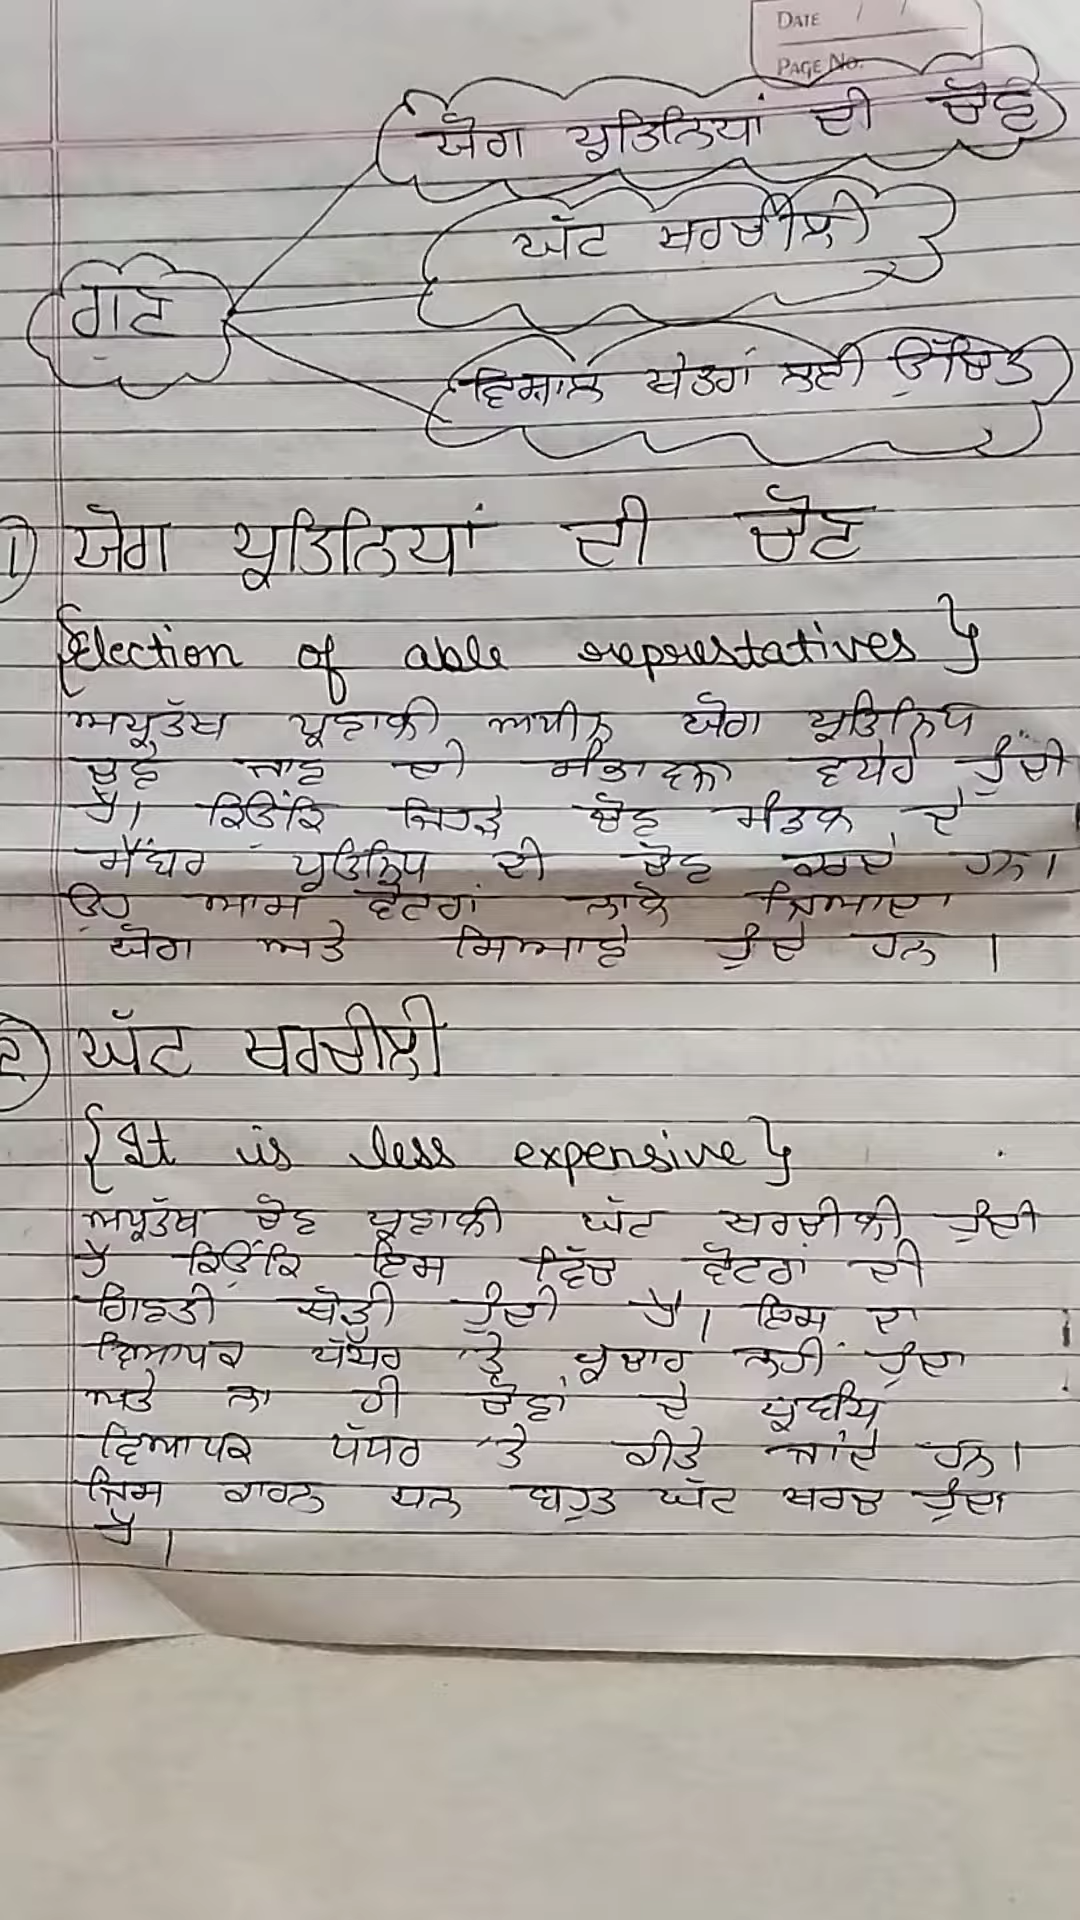 DATE / /
PAGE No.
ਯੋਗ ਪ੍ਰਤਿਨਿਯਾਂ ਦੀ ਚੋਣ
ਘੱਟ ਖਰਚੀਲੀ
ਗੁਣ
ਵਿਸ਼ਾਲ ਖੇਤਰਾਂ ਲਈ ਉੱਚਿਤ
1) ਯੋਗ ਪ੍ਰਤਿਨਿਯਾਂ ਦੀ ਚੋਣ
{Election of able represtatives}
ਅਪ੍ਰਤੱਖ ਪ੍ਰਣਾਲੀ ਅਧੀਨ ਯੋਗ ਪ੍ਰਤਿਨਿਧ
ਚੁਣੇ ਜਾਣ ਦੀ ਸੰਭਾਵਨਾ ਵਧੇਰੇ ਹੁੰਦੀ
ਹੈ। ਕਿਉਂਕਿ ਜਿਹੜੇ ਚੋਣ ਮੰਡਲ ਦੇ
ਮੈਂਬਰ ਪ੍ਰਤਿਨਿਧ ਦੀ ਚੋਣ ਕਰਦੇ ਹਨ।
ਉਹ ਆਮ ਵੋਟਰਾਂ ਨਾਲੋ ਜਿਆਦਾ
ਯੋਗ ਅਤੇ ਸਿਆਣੇ ਹੁੰਦੇ ਹਨ ।
2) ਘੱਟ ਖਰਚੀਲੀ
{It is less expensive}
ਅਪ੍ਰਤੱਖ ਚੋਣ ਪ੍ਰਣਾਲੀ ਘੱਟ ਖਰਚੀਲੀ ਹੁੰਦੀ
ਹੈ ਕਿਉਂਕਿ ਇਸ ਵਿੱਚ ਵੋਟਰਾਂ ਦੀ
ਗਿਣਤੀ ਥੋੜੀ ਹੁੰਦੀ ਹੈ। ਇਸ ਦਾ
ਵਿਆਪਕ ਪੱਧਰ 'ਤੇ ਪ੍ਰਚਾਰ ਨਹੀਂ ਹੁੰਦਾ
ਅਤੇ ਨਾ ਹੀ ਚੋਣਾਂ ਦੇ ਪ੍ਰਬੰਧ
ਵਿਆਪਕ ਪੱਧਰ 'ਤੇ ਕੀਤੇ ਜਾਂਦੇ ਹਨ।
ਜਿਸ ਕਾਰਨ ਧਨ ਬਹੁਤ ਘੱਟ ਖਰਚ ਹੁੰਦਾ
ਹੈ।